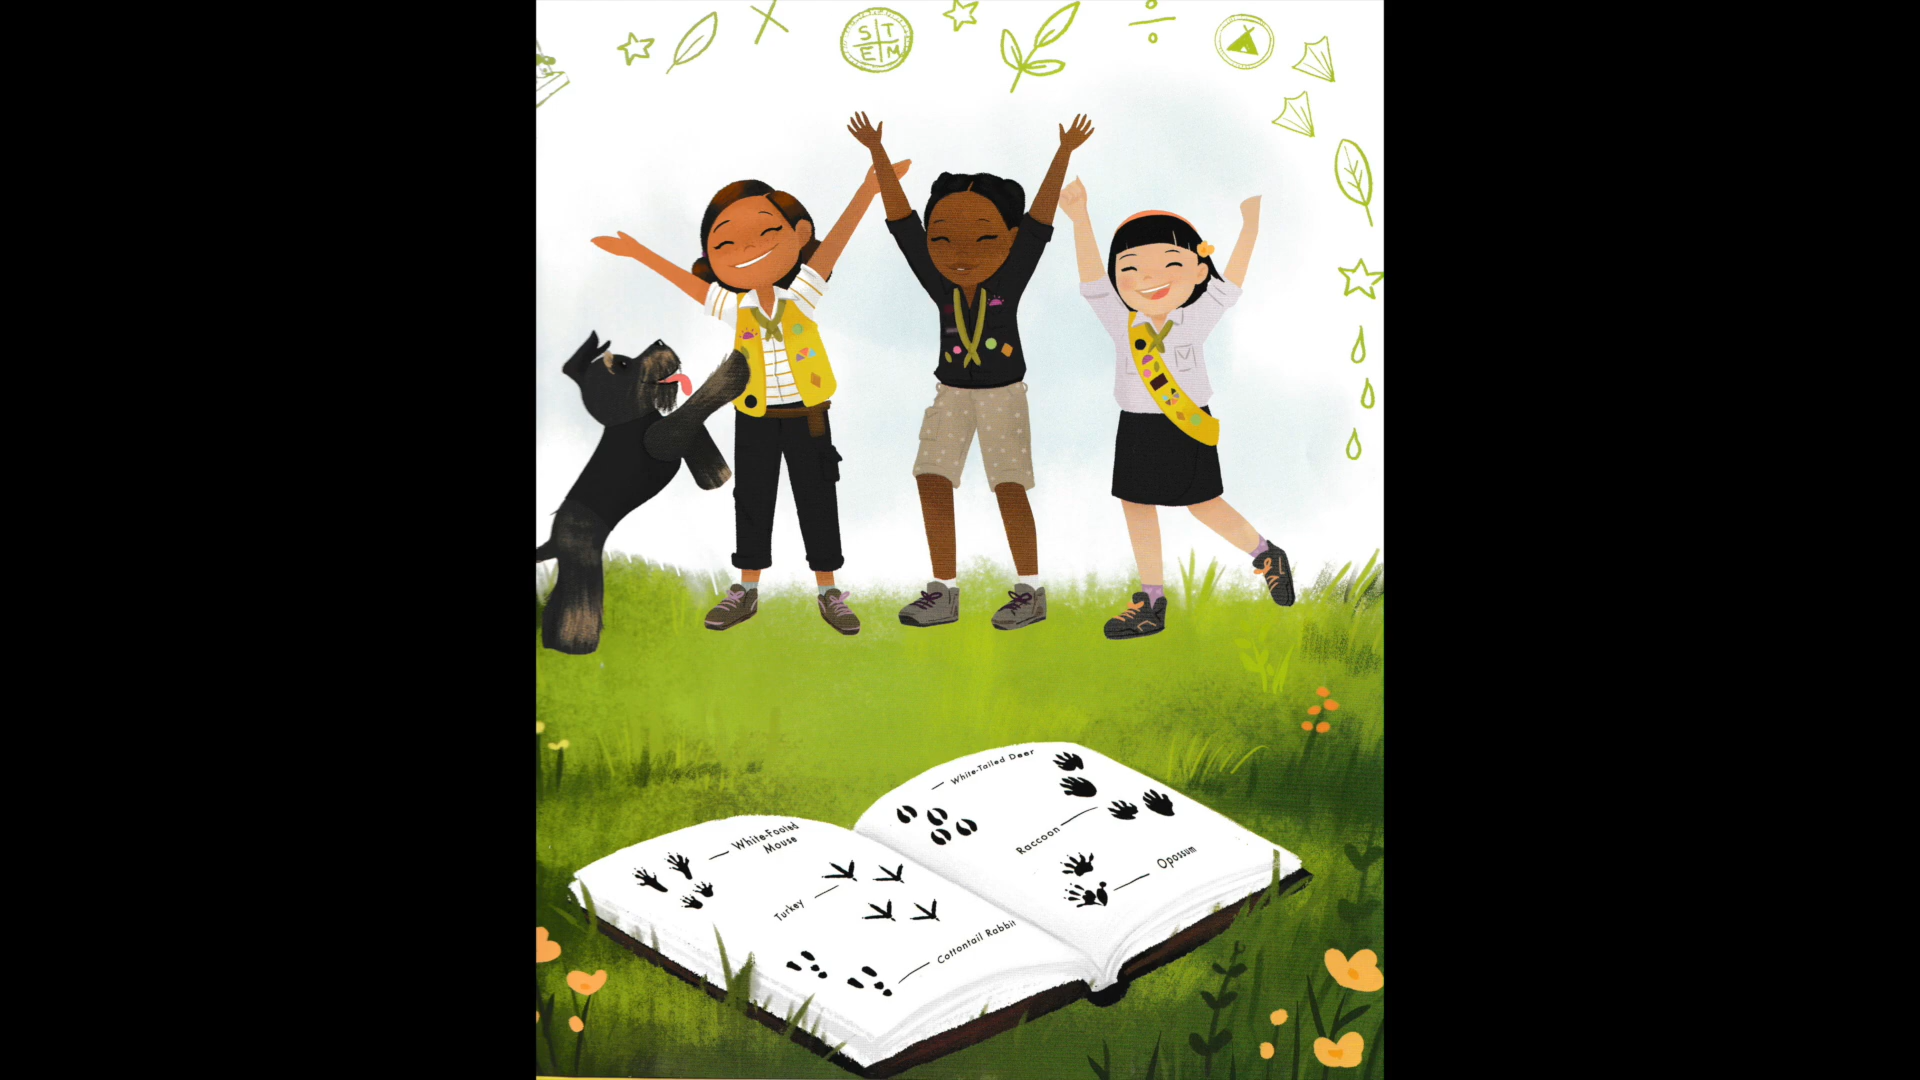 S T
E M
White-Footed
Mouse
Turkey
Cottontail Rabbit
White-Tailed Deer
Raccoon
Opossum